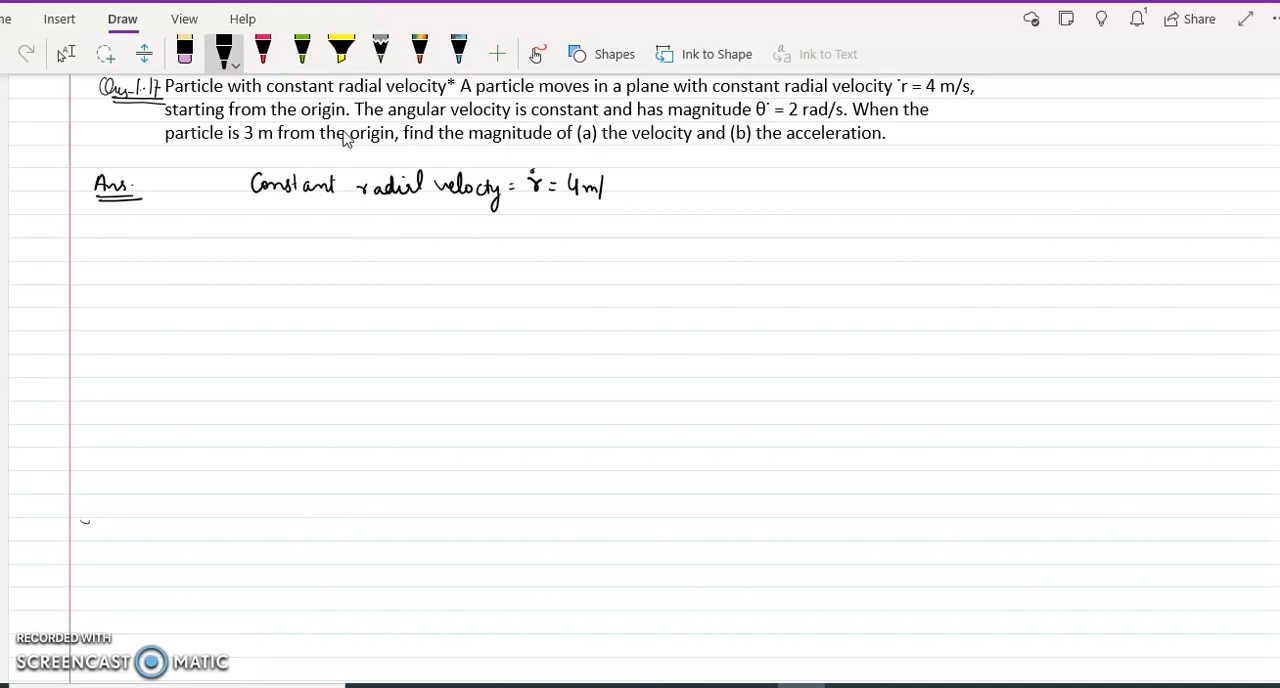 ne Insert Draw View Help Share
Shapes Ink to Shape Ink to Text
Que-1.17 Particle with constant radial velocity* A particle moves in a plane with constant radial velocity ˙r = 4 m/s,
starting from the origin. The angular velocity is constant and has magnitude θ˙ = 2 rad/s. When the
particle is 3 m from the origin, find the magnitude of (a) the velocity and (b) the acceleration.
Ans. Constant radial velocty = ṙ = 4m/
RECORDED WITH
SCREENCAST MATIC